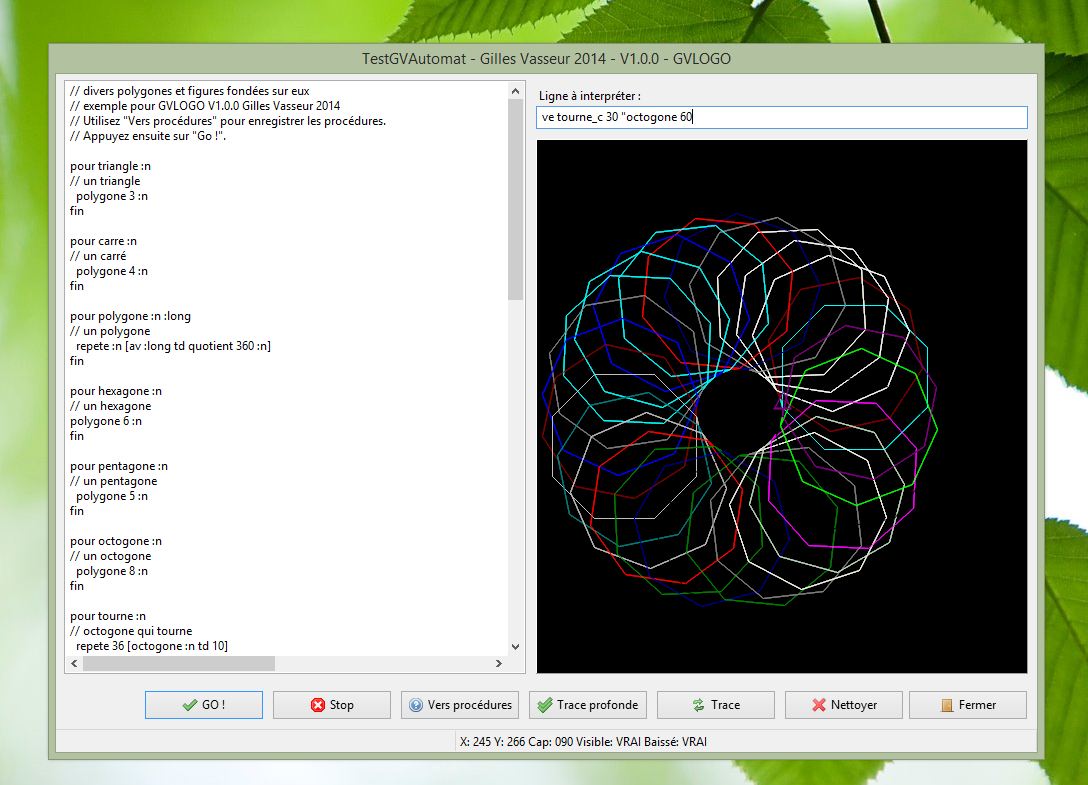 TestGVAutomat - Gilles Vasseur 2014 - V1.0.0 - GVLOGO
// divers polygones et figures fondées sur eux
// exemple pour GVLOGO V1.0.0 Gilles Vasseur 2014
// Utilisez "Vers procédures" pour enregistrer les procédures.
// Appuyez ensuite sur "Go !".
pour triangle :n
// un triangle
polygone 3 :n
fin
pour carre :n
// un carré
polygone 4 :n
fin
pour polygone :n :long
// un polygone
repete :n [av :long td quotient 360 :n]
fin
pour hexagone :n
// un hexagone
polygone 6 :n
fin
pour pentagone :n
// un pentagone
polygone 5 :n
fin
pour octogone :n
// un octogone
polygone 8 :n
fin
pour tourne :n
// octogone qui tourne
repete 36 [octogone :n td 10]
Ligne à interpréter :
ve tourne_c 30 "octogone 60
GO !
Stop
Vers procédures
Trace profonde
Trace
Nettoyer
Fermer
X: 245 Y: 266 Cap: 090 Visible: VRAI Baissé: VRAI